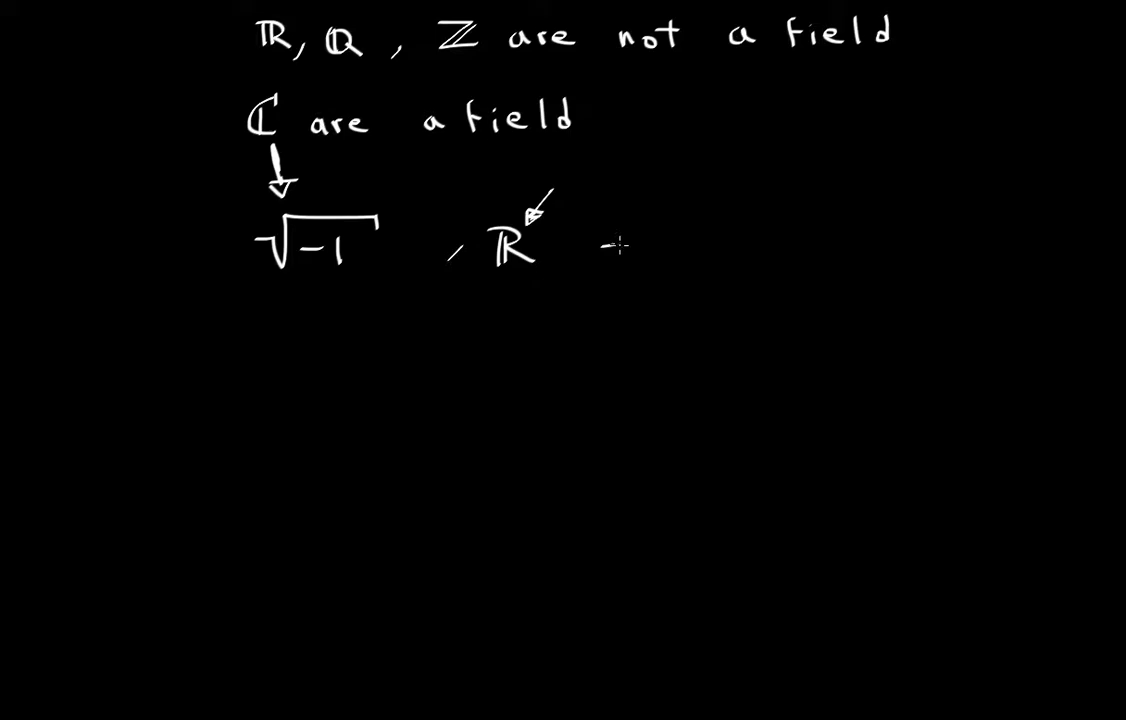 ℝ, ℚ, ℤ are not a field
ℂ are a field
√-1 , ℝ -